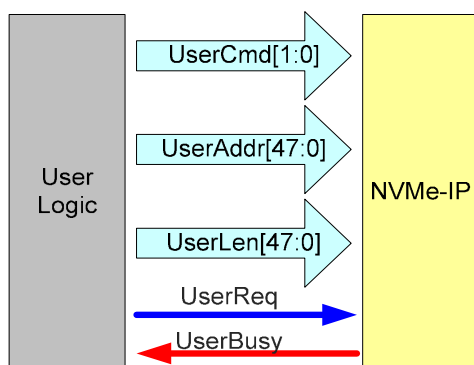 UserCmd[1:0]
UserAddr[47:0]
User
Logic
NVMe-IP
UserLen[47:0]
UserReq
UserBusy